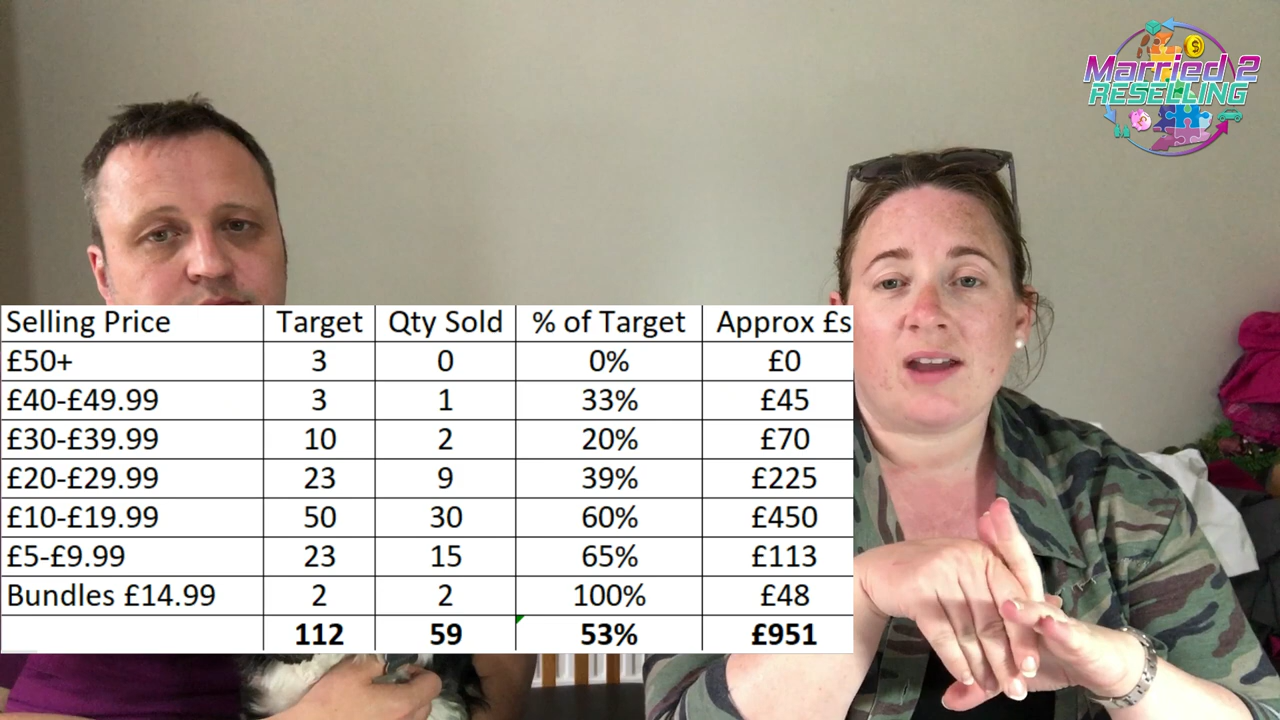 Married 2
RESELLING
Selling Price Target Qty Sold % of Target Approx £s
£50+ 3 0 0% £0
£40-£49.99 3 1 33% £45
£30-£39.99 10 2 20% £70
£20-£29.99 23 9 39% £225
£10-£19.99 50 30 60% £450
£5-£9.99 23 15 65% £113
Bundles £14.99 2 2 100% £48
112 59 53% £951